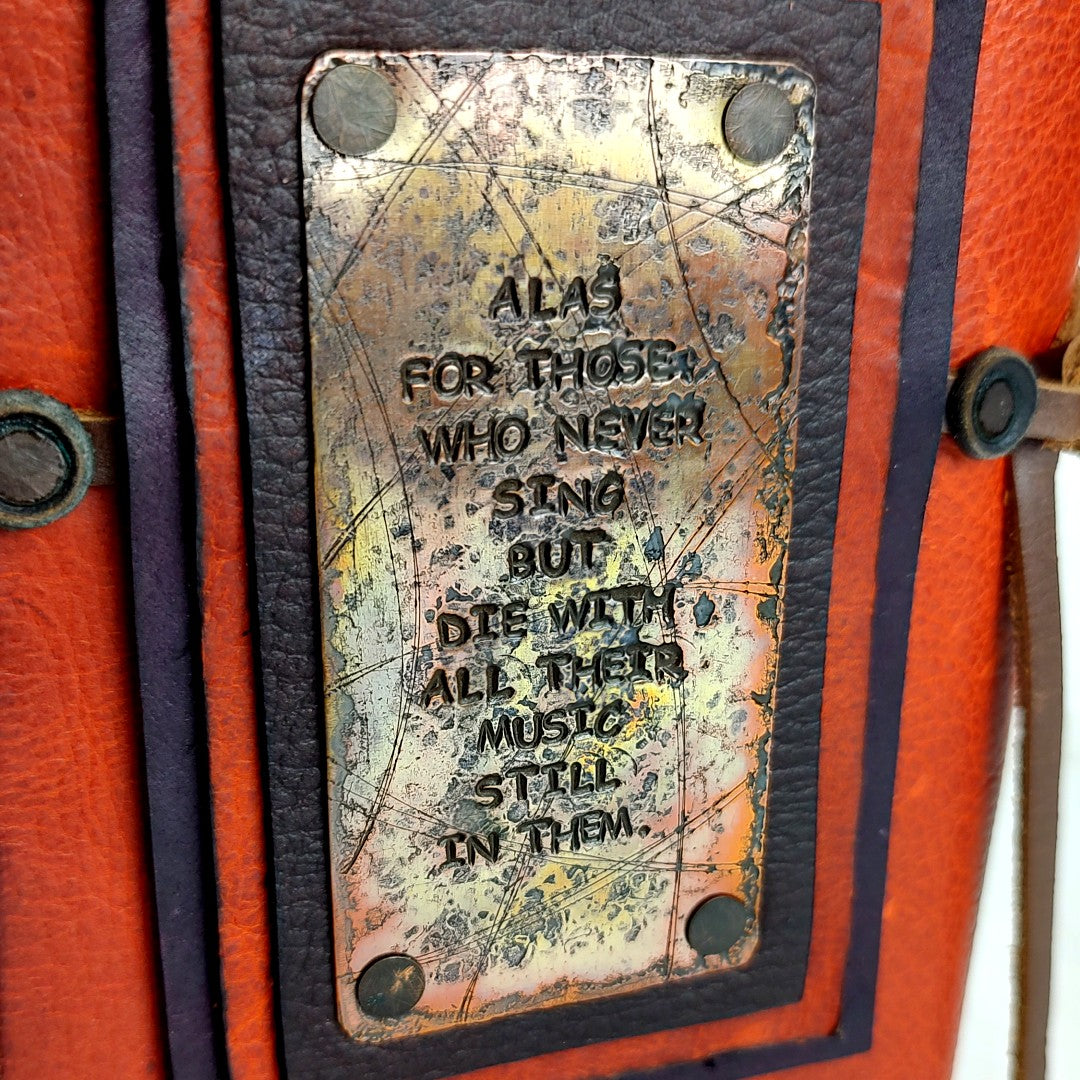 ALAS
FOR THOSE.
WHO NEVER
SING
BUT
DIE WITH
ALL THEIR
MUSIC
STILL
IN THEM.